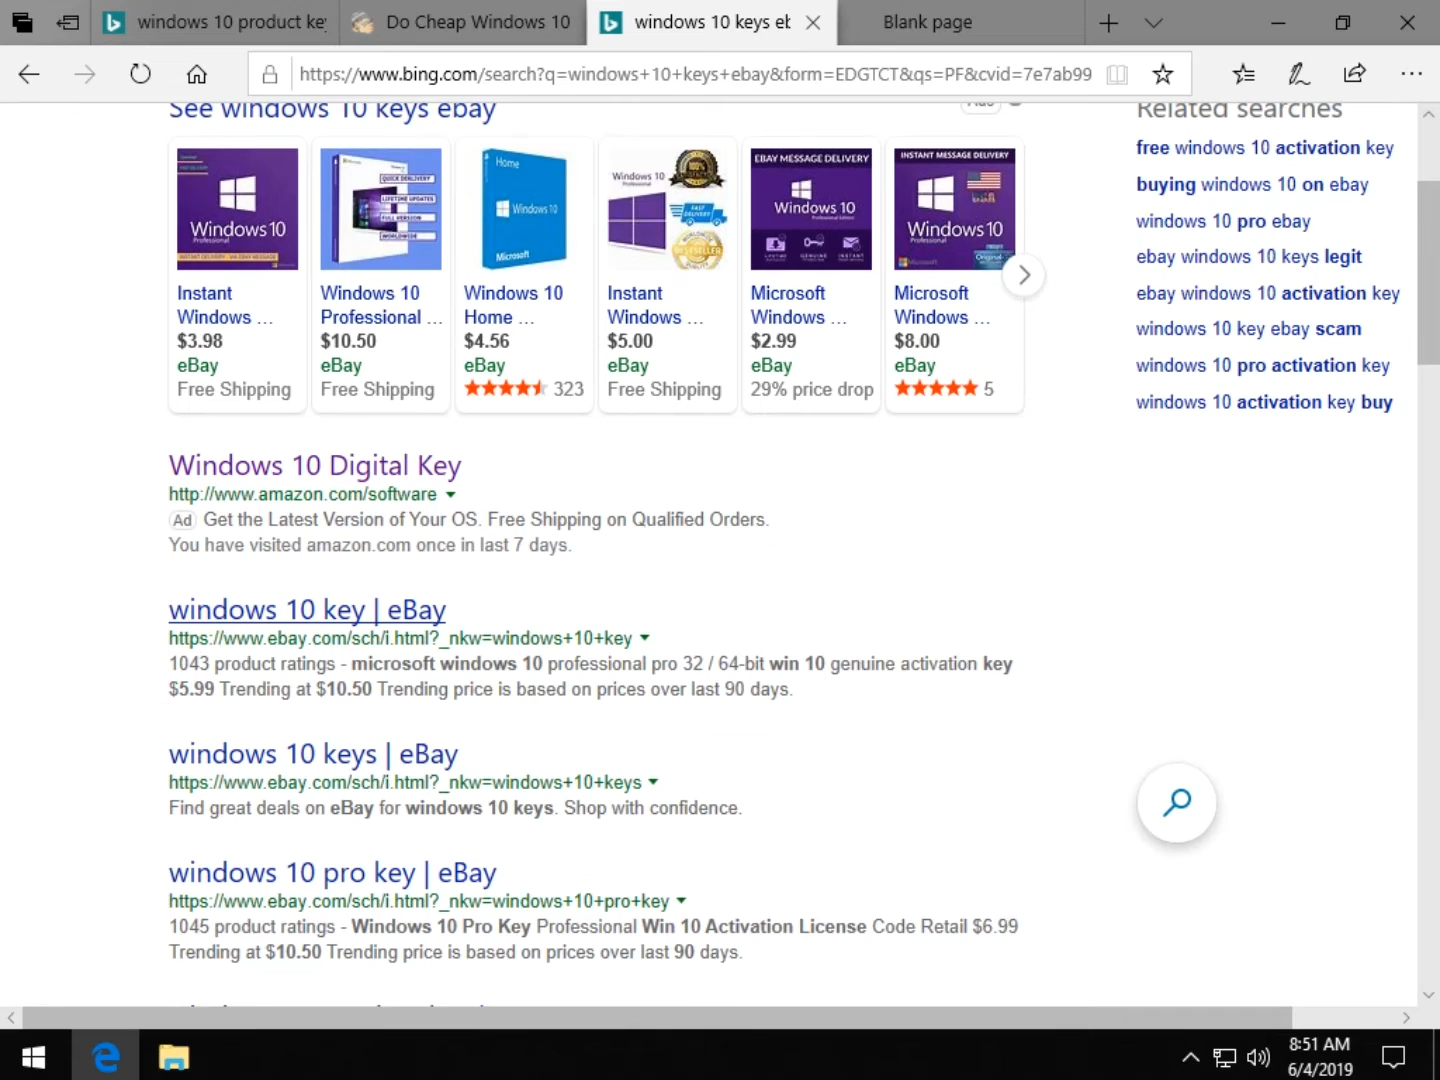 windows 10 product key
Do Cheap Windows 10
windows 10 keys eb
Blank page
https://www.bing.com/search?q=windows+10+keys+ebay&form=EDGTCT&qs=PF&cvid=7e7ab99
See windows 10 keys ebay
Ads
Related searches
free windows 10 activation key
buying windows 10 on ebay
windows 10 pro ebay
ebay windows 10 keys legit
ebay windows 10 activation key
windows 10 key ebay scam
windows 10 pro activation key
windows 10 activation key buy
Windows 10
Professional
QUICK DERLIVERY
LIFETIME UPDATES
FULL VERSION
WORLDWIDE
Home
Windows 10
Microsoft
Windows 10
Professional
100%
FAST
DELIVERY
EBAY MESSAGE DELIVERY
Windows 10
Professional Edition
GENUINE
INSTANT
INSTANT MESSAGE DELIVERY
Windows 10
Professional
Microsoft
Original
Instant
Windows ...
$3.98
eBay
Free Shipping
Windows 10
Professional ...
$10.50
eBay
Free Shipping
Windows 10
Home ...
$4.56
eBay
323
Instant
Windows ...
$5.00
eBay
Free Shipping
Microsoft
Windows ...
$2.99
eBay
29% price drop
Microsoft
Windows ...
$8.00
eBay
5
Windows 10 Digital Key
http://www.amazon.com/software
Ad Get the Latest Version of Your OS. Free Shipping on Qualified Orders.
You have visited amazon.com once in last 7 days.
windows 10 key | eBay
https://www.ebay.com/sch/i.html?_nkw=windows+10+key
1043 product ratings - microsoft windows 10 professional pro 32 / 64-bit win 10 genuine activation key
$5.99 Trending at $10.50 Trending price is based on prices over last 90 days.
windows 10 keys | eBay
https://www.ebay.com/sch/i.html?_nkw=windows+10+keys
Find great deals on eBay for windows 10 keys. Shop with confidence.
windows 10 pro key | eBay
https://www.ebay.com/sch/i.html?_nkw=windows+10+pro+key
1045 product ratings - Windows 10 Pro Key Professional Win 10 Activation License Code Retail $6.99
Trending at $10.50 Trending price is based on prices over last 90 days.
8:51 AM
6/4/2019